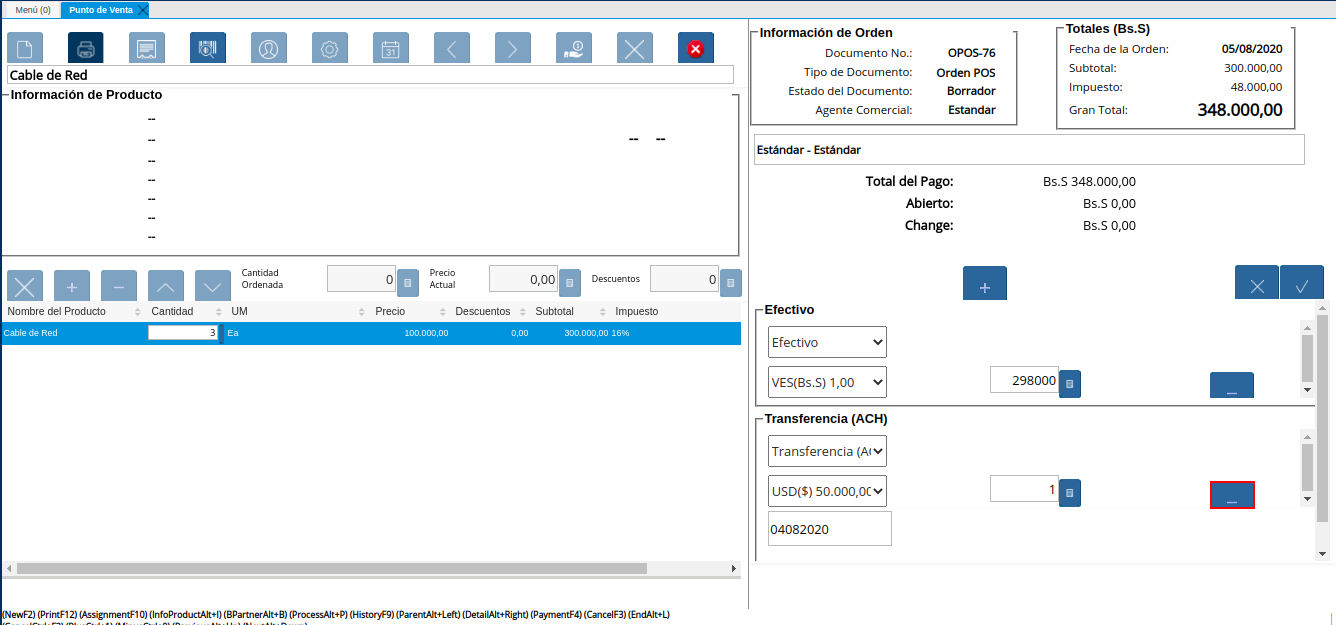 Menú (0)
Punto de Venta
Cable de Red
Información de Producto
--
-- -- --
--
--
--
--
--
Cantidad Ordenada
0
Precio Actual
0,00
Descuentos
0
Nombre del Producto Cantidad UM Precio Descuentos Subtotal Impuesto
Cable de Red 3 Ea 100.000,00 0,00 300.000,00 16%
(NewF2) (PrintF12) (AssignmentF10) (InfoProductAlt+I) (BPartnerAlt+B) (ProcessAlt+P) (HistoryF9) (ParentAlt+Left) (DetailAlt+Right) (PaymentF4) (CancelF3) (EndAlt+L)
Información de Orden
Documento No.: OPOS-76
Tipo de Documento: Orden POS
Estado del Documento: Borrador
Agente Comercial: Estandar
Totales (Bs.S)
Fecha de la Orden: 05/08/2020
Subtotal: 300.000,00
Impuesto: 48.000,00
Gran Total: 348.000,00
Estándar - Estándar
Total del Pago: Bs.S 348.000,00
Abierto: Bs.S 0,00
Change: Bs.S 0,00
Efectivo
Efectivo
VES(Bs.S) 1,00
298000
Transferencia (ACH)
Transferencia (A
USD($) 50.000,00
1
04082020